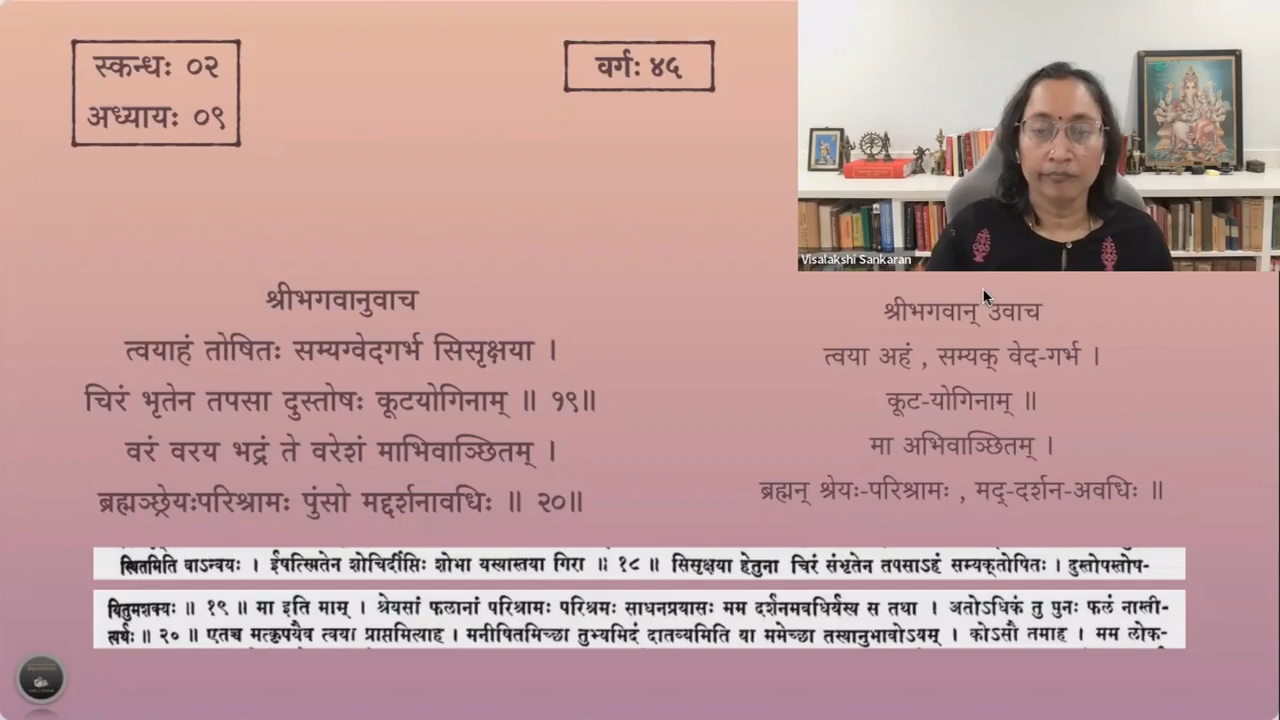 स्कन्धः ०२
अध्यायः ०९
वर्गः ४५
Visalakshi Sankaran
श्रीभगवानुवाच
त्वयाहं तोषितः सम्यग्वेदगर्भ सिसृक्षया ।
चिरं भृतेन तपसा दुस्तोषः कूटयोगिनाम् ॥ १९॥
वरं वरय भद्रं ते वरेशं माभिवाञ्छितम् ।
ब्रह्मञ्छ्रेयःपरिश्रामः पुंसो मद्दर्शनावधिः ॥ २०॥
श्रीभगवान् उवाच
त्वया अहं , सम्यक् वेद-गर्भ ।
कूट-योगिनाम् ॥
मा अभिवाञ्छितम् ।
ब्रह्मन् श्रेयः-परिश्रामः , मद्-दर्शन-अवधिः ॥
स्थितमिति वाऽन्वयः । ईषत्स्मितेन शोचिर्दीप्तिः शोभा यस्यास्तया गिरा ॥ १८ ॥ सिसृक्षया हेतुना चिरं संभृतेन तपसाऽहं सम्यक्तोषितः । दुस्तोषस्तोष-
यितुमशक्यः ॥ १९ ॥ मा इति माम् । श्रेयसां फलानां परिश्रामः परिश्रमः साधनप्रयासः मम दर्शनमवधिर्यस्य स तथा । अतोऽधिकं तु पुनः फलं नास्ती-
त्यर्थः ॥ २० ॥ एतच्च मत्कृपयैव त्वया प्राप्तमित्याह । मनीषितमिच्छा तुभ्यमिदं दातव्यमिति या ममेच्छा तस्यानुभावोऽयम् । कोऽसौ तमाह । मम लोक-